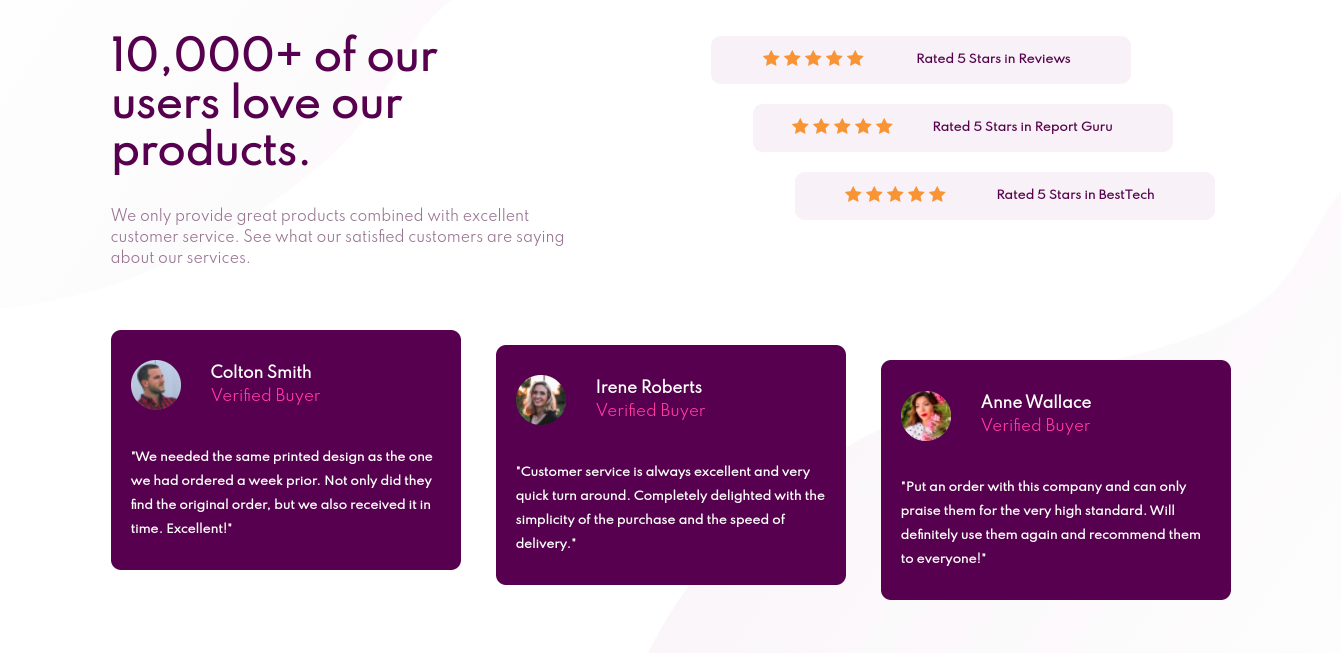 10,000+ of our
users love our
products.
We only provide great products combined with excellent
customer service. See what our satisfied customers are saying
about our services.
Rated 5 Stars in Reviews
Rated 5 Stars in Report Guru
Rated 5 Stars in BestTech
Colton Smith
Verified Buyer
"We needed the same printed design as the one
we had ordered a week prior. Not only did they
find the original order, but we also received it in
time. Excellent!"
Irene Roberts
Verified Buyer
"Customer service is always excellent and very
quick turn around. Completely delighted with the
simplicity of the purchase and the speed of
delivery."
Anne Wallace
Verified Buyer
"Put an order with this company and can only
praise them for the very high standard. Will
definitely use them again and recommend them
to everyone!"